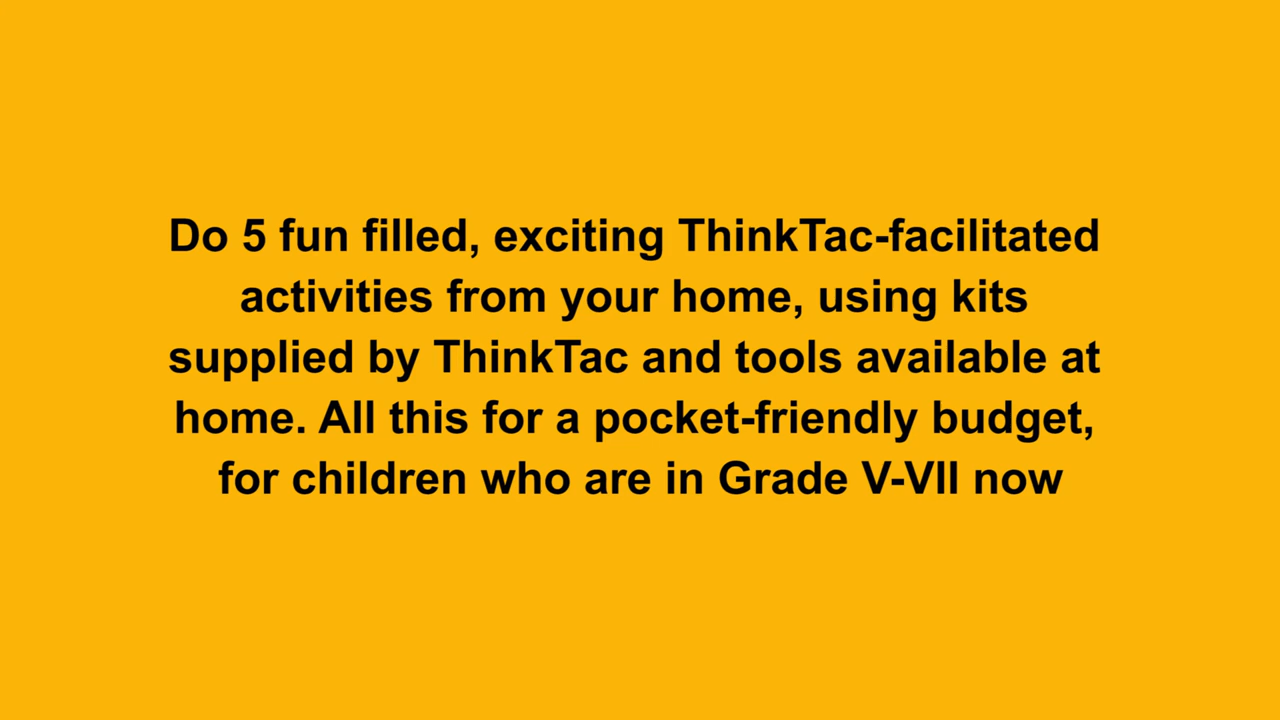 Do 5 fun filled, exciting ThinkTac-facilitated
activities from your home, using kits
supplied by ThinkTac and tools available at
home. All this for a pocket-friendly budget,
for children who are in Grade V-VII now